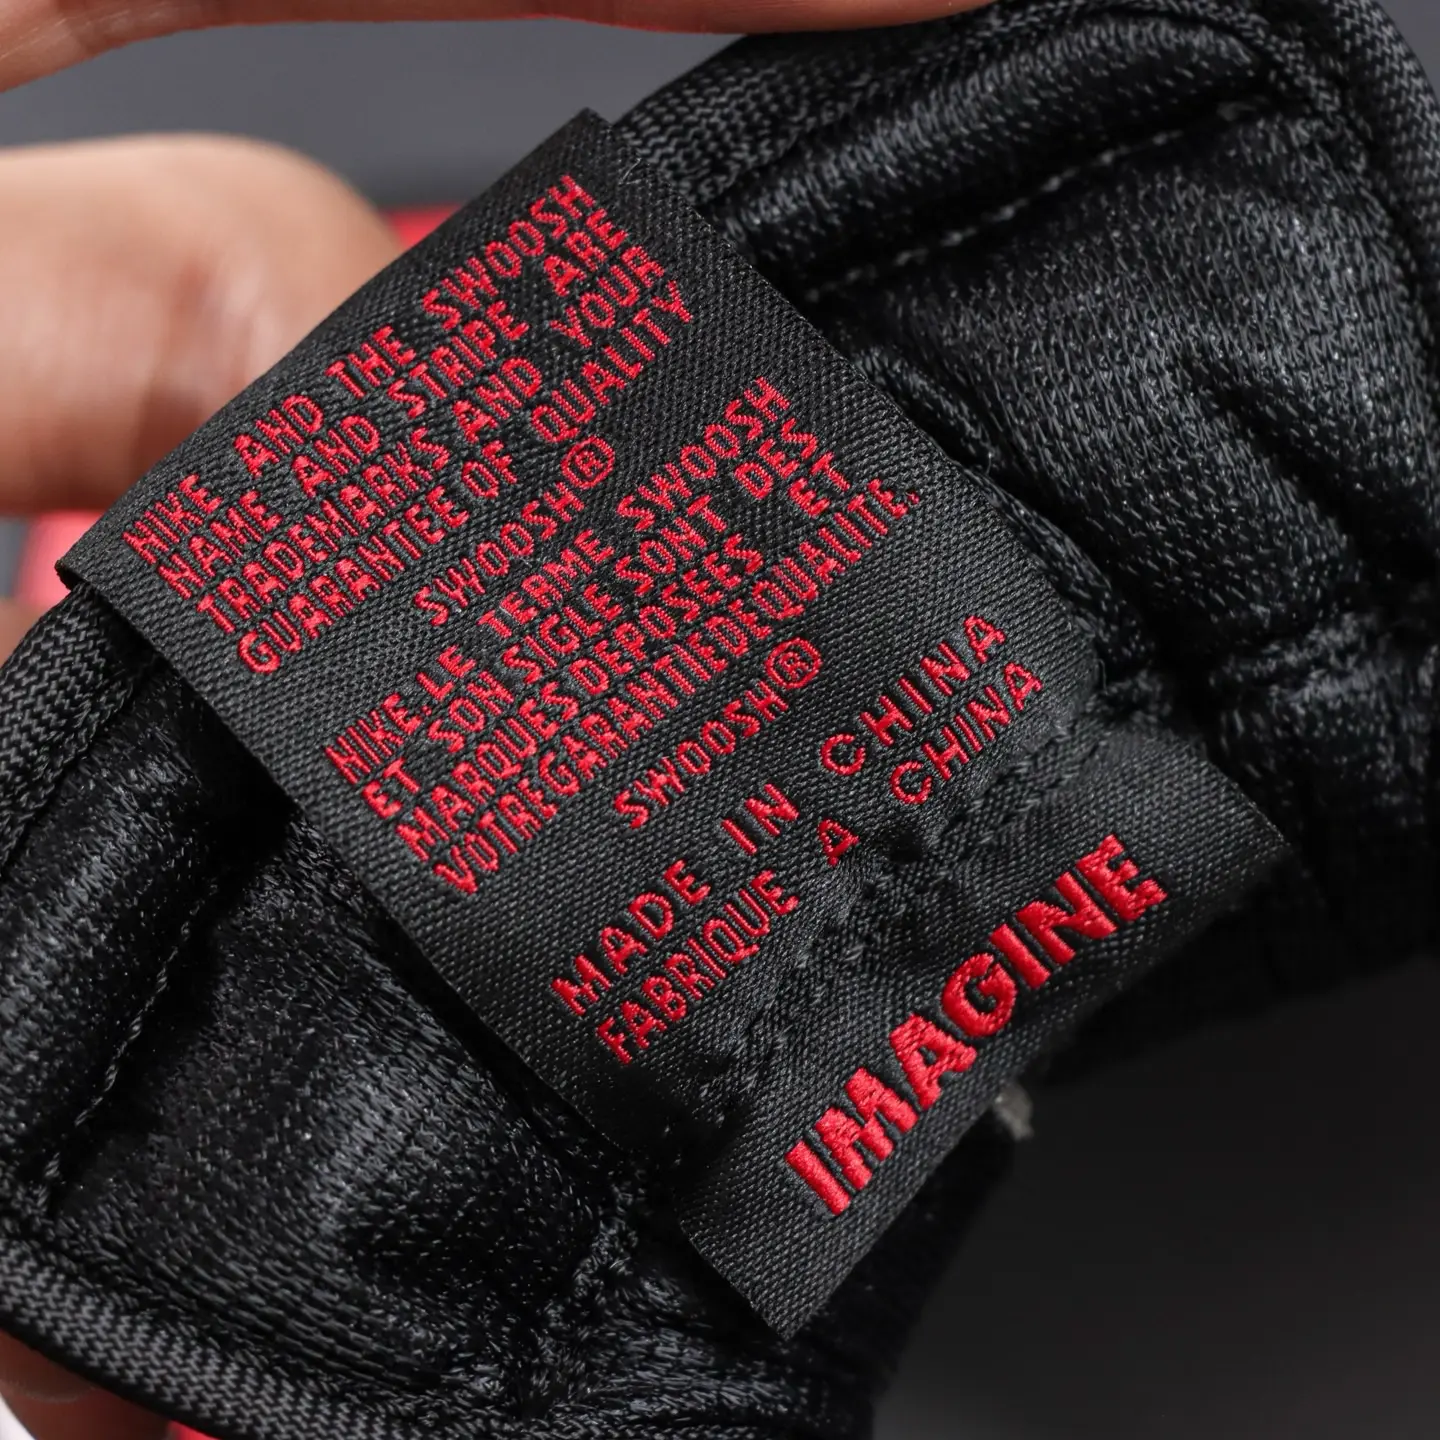 NIKE AND THE SWOOSH
NAME AND STRIPE ARE
TRADEMARKS AND YOUR
GUARANTEE OF QUALITY
SWOOSH®
NIKE LE TERME SWOOSH
ET SON SIGLE SONT DES
MARQUES DEPOSEES ET
VOTRE GARANTIE DE QUALITE.
SWOOSH®
MADE IN CHINA
FABRIQUE A CHINA
IMAGINE